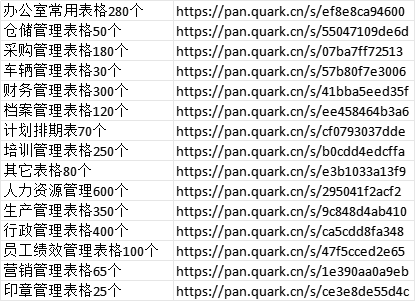 办公室常用表格280个 https://pan.quark.cn/s/ef8e8ca94600
仓储管理表格50个 https://pan.quark.cn/s/55047109de6d
采购管理表格180个 https://pan.quark.cn/s/07ba7ff72513
车辆管理表格30个 https://pan.quark.cn/s/57b80f7e3006
财务管理表格300个 https://pan.quark.cn/s/41bba5eed35f
档案管理表格120个 https://pan.quark.cn/s/ee458464b3a6
计划排期表70个 https://pan.quark.cn/s/cf0793037dde
培训管理表格250个 https://pan.quark.cn/s/b0cdd4edcffa
其它表格80个 https://pan.quark.cn/s/e3b1033a13f9
人力资源管理600个 https://pan.quark.cn/s/295041f2acf2
生产管理表格350个 https://pan.quark.cn/s/9c848d4ab410
行政管理表格400个 https://pan.quark.cn/s/ca5cdd8fa348
员工绩效管理表格100个 https://pan.quark.cn/s/47f5cced2e65
营销管理表格65个 https://pan.quark.cn/s/1e390aa0a9eb
印章管理表格25个 https://pan.quark.cn/s/ce3e8de55d4c